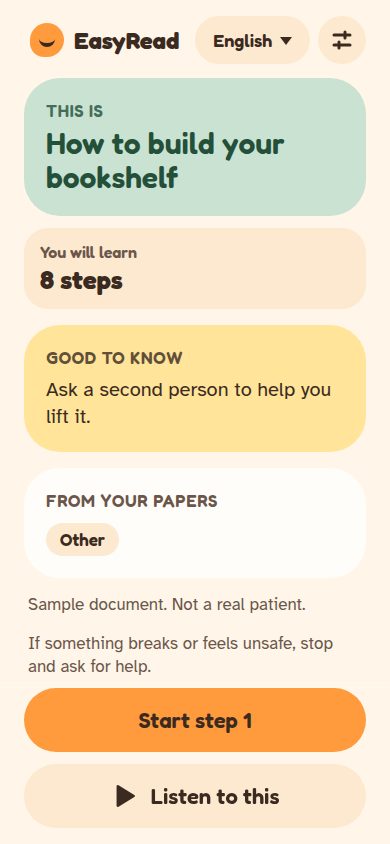 EasyRead
English
THIS IS
How to build your
bookshelf
You will learn
8 steps
GOOD TO KNOW
Ask a second person to help you
lift it.
FROM YOUR PAPERS
Other
Sample document. Not a real patient.
If something breaks or feels unsafe, stop
and ask for help.
Start step 1
Listen to this